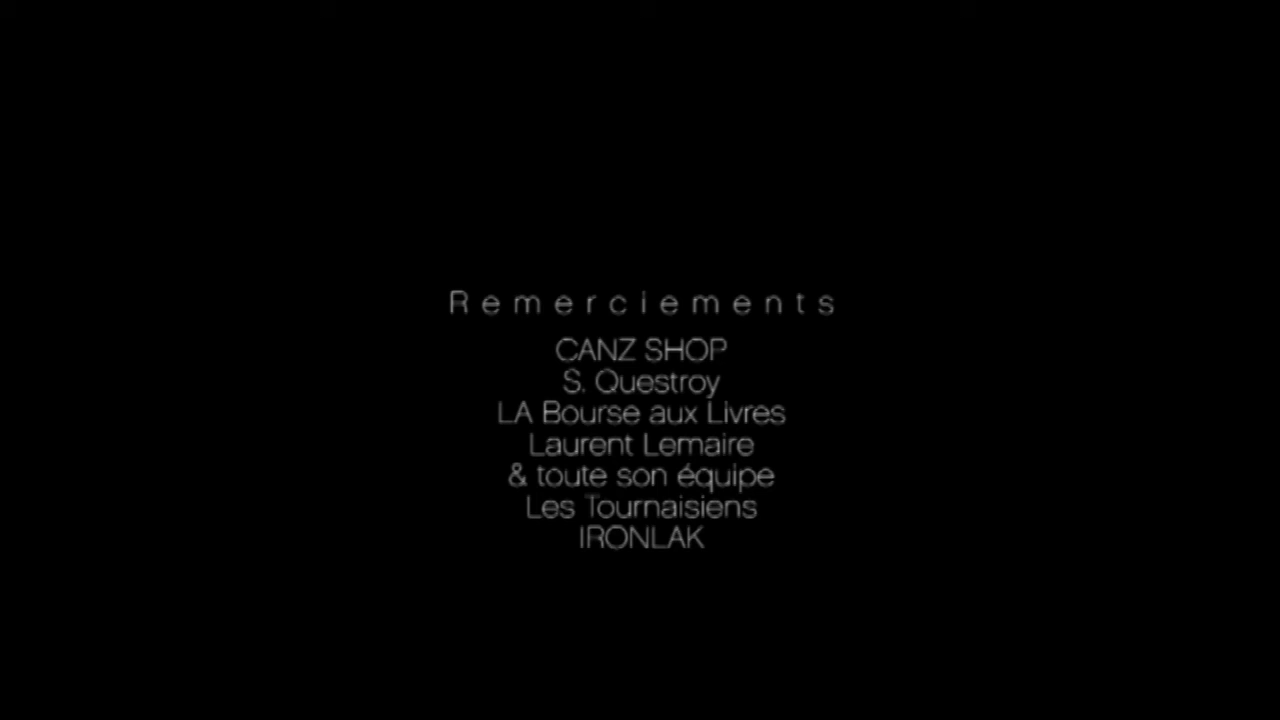 Remerciements
CANZ SHOP
S. Questroy
LA Bourse aux Livres
Laurent Lemaire
& toute son équipe
Les Tournaisiens
IRONLAK